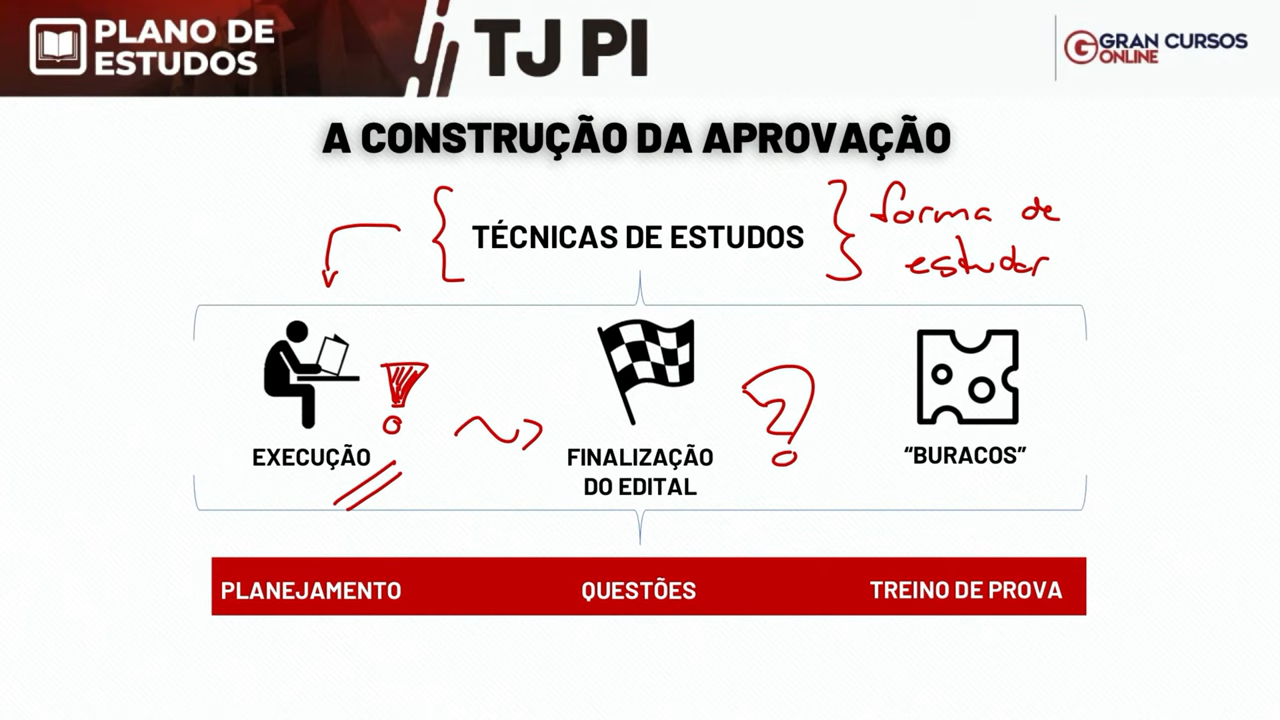 PLANO DE
ESTUDOS
TJ PI
GRAN CURSOS
ONLINE
A CONSTRUÇÃO DA APROVAÇÃO
TÉCNICAS DE ESTUDOS
forma de
estudar
EXECUÇÃO
FINALIZAÇÃO
DO EDITAL
“BURACOS”
PLANEJAMENTO
QUESTÕES
TREINO DE PROVA